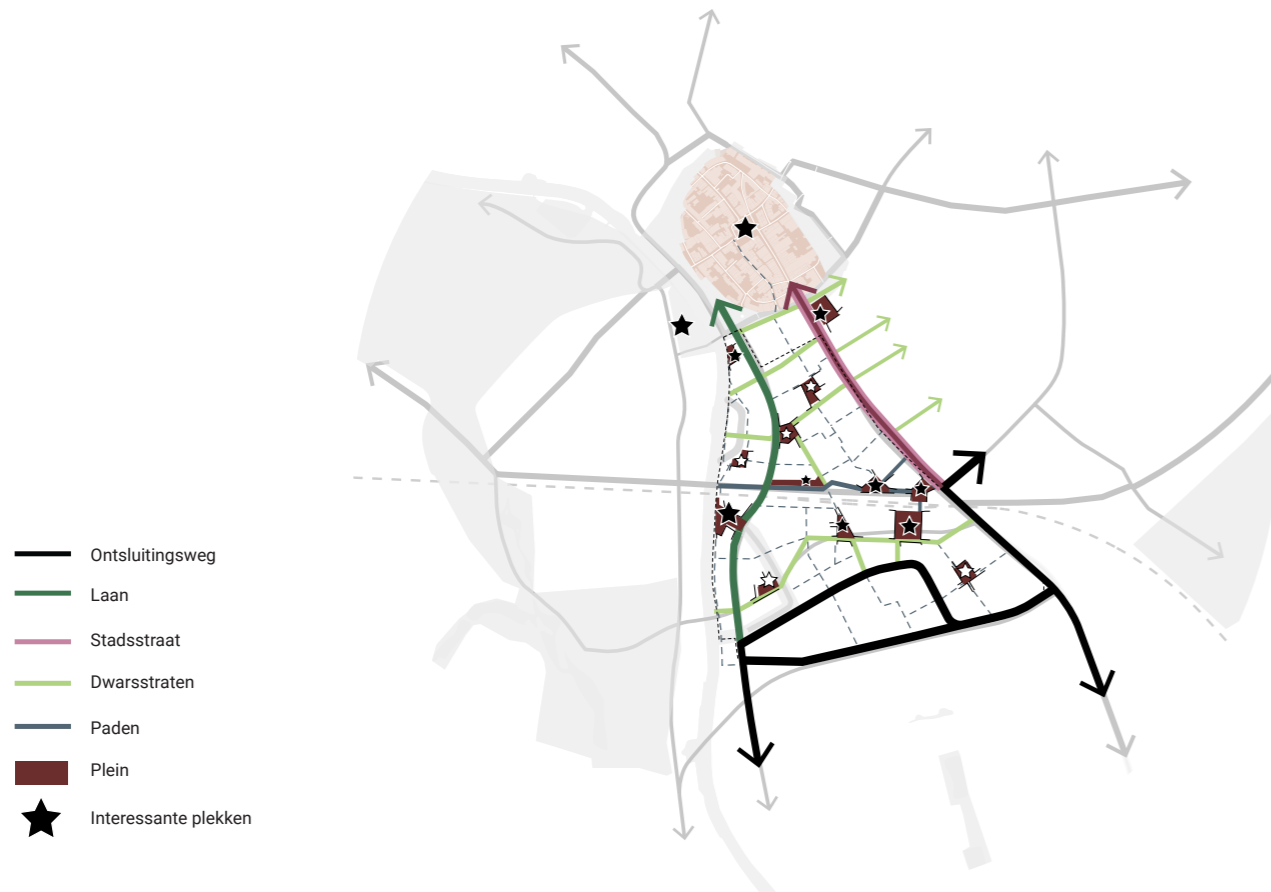 Ontsluitingsweg
Laan
Stadsstraat
Dwarsstraten
Paden
Plein
Interessante plekken